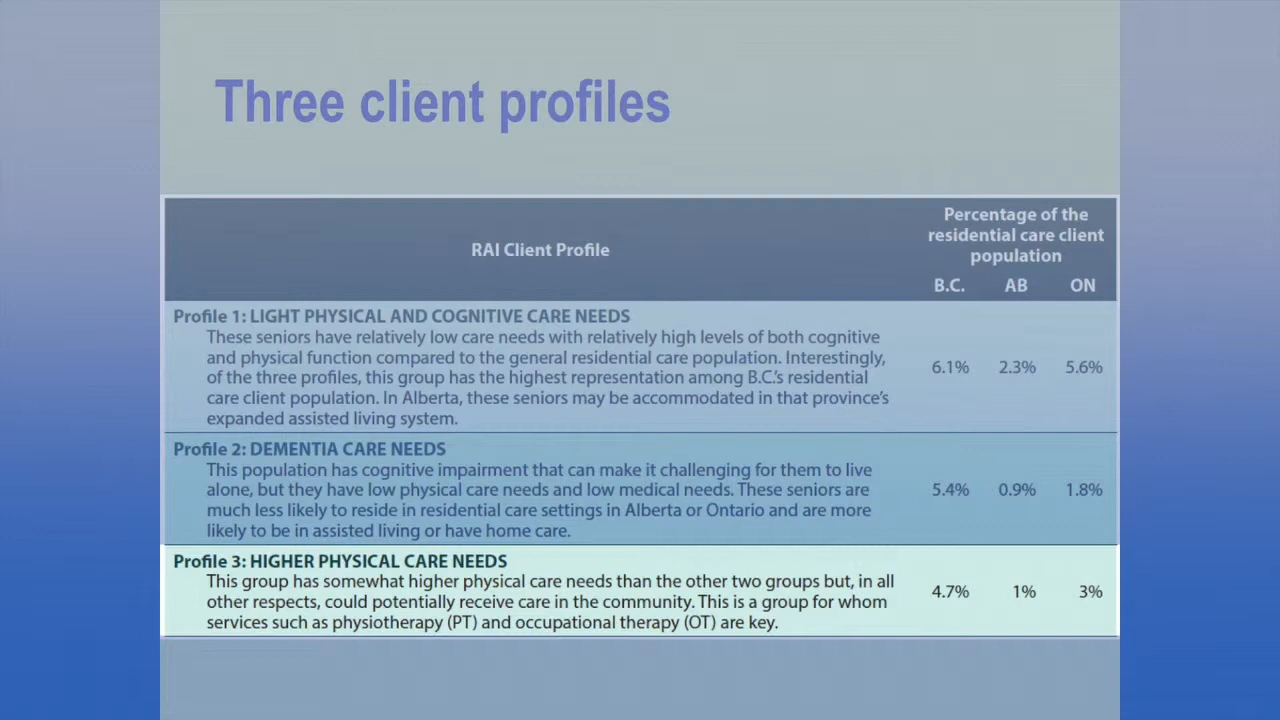 Three client profiles
RAI Client Profile
Percentage of the
residential care client
population
B.C. AB ON
Profile 1: LIGHT PHYSICAL AND COGNITIVE CARE NEEDS
These seniors have relatively low care needs with relatively high levels of both cognitive
and physical function compared to the general residential care population. Interestingly,
of the three profiles, this group has the highest representation among B.C.’s residential
care client population. In Alberta, these seniors may be accommodated in that province’s
expanded assisted living system.
6.1% 2.3% 5.6%
Profile 2: DEMENTIA CARE NEEDS
This population has cognitive impairment that can make it challenging for them to live
alone, but they have low physical care needs and low medical needs. These seniors are
much less likely to reside in residential care settings in Alberta or Ontario and are more
likely to be in assisted living or have home care.
5.4% 0.9% 1.8%
Profile 3: HIGHER PHYSICAL CARE NEEDS
This group has somewhat higher physical care needs than the other two groups but, in all
other respects, could potentially receive care in the community. This is a group for whom
services such as physiotherapy (PT) and occupational therapy (OT) are key.
4.7% 1% 3%